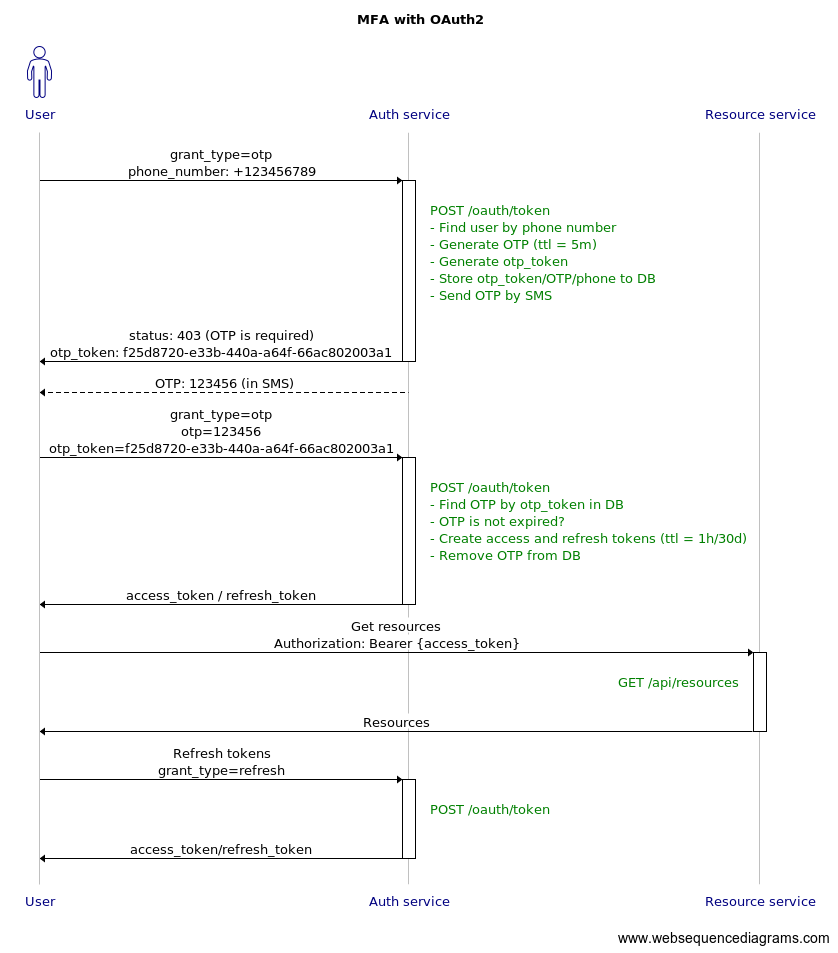 MFA with OAuth2
User
Auth service
Resource service
grant_type=otp
phone_number: +123456789
POST /oauth/token
- Find user by phone number
- Generate OTP (ttl = 5m)
- Generate otp_token
- Store otp_token/OTP/phone to DB
- Send OTP by SMS
status: 403 (OTP is required)
otp_token: f25d8720-e33b-440a-a64f-66ac802003a1
OTP: 123456 (in SMS)
grant_type=otp
otp=123456
otp_token=f25d8720-e33b-440a-a64f-66ac802003a1
POST /oauth/token
- Find OTP by otp_token in DB
- OTP is not expired?
- Create access and refresh tokens (ttl = 1h/30d)
- Remove OTP from DB
access_token / refresh_token
Get resources
Authorization: Bearer {access_token}
GET /api/resources
Resources
Refresh tokens
grant_type=refresh
POST /oauth/token
access_token/refresh_token
User
Auth service
Resource service
www.websequencediagrams.com